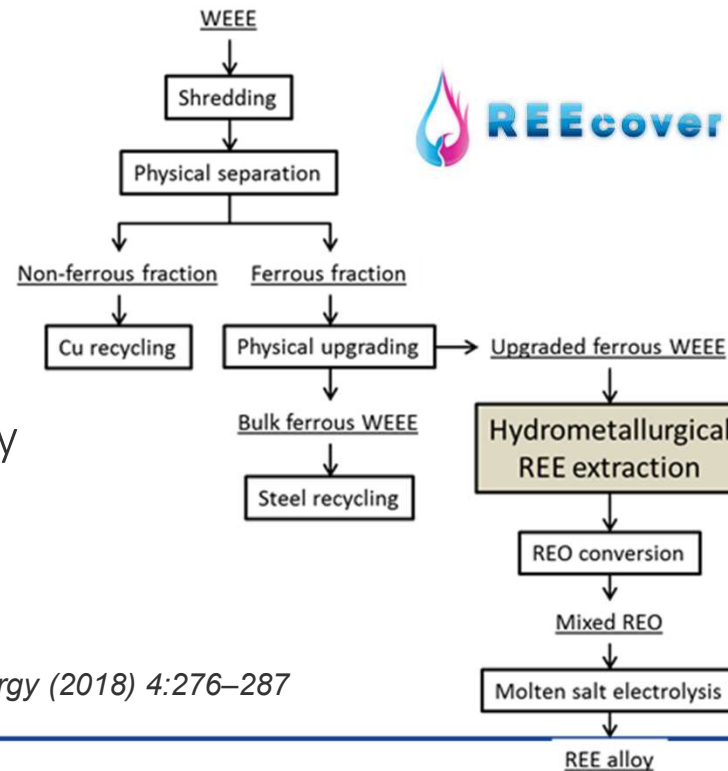 WEEE
Shredding
REEcover
Physical separation
Non-ferrous fraction
Ferrous fraction
Cu recycling
Physical upgrading
Upgraded ferrous WEEE
y
Bulk ferrous WEEE
Hydrometallurgical
REE extraction
Steel recycling
REO conversion
Mixed REO
rgy (2018) 4:276–287
Molten salt electrolysis
REE alloy